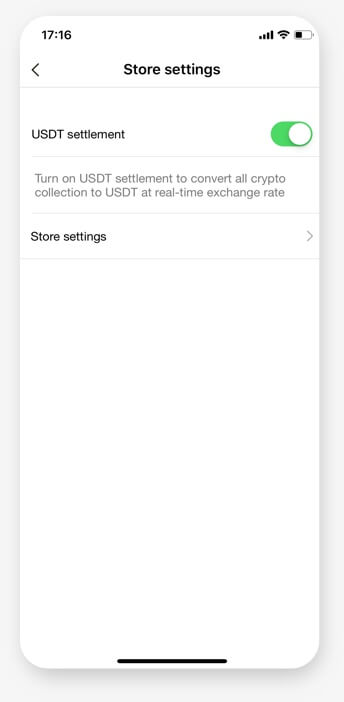 17:16
Store settings
USDT settlement
Turn on USDT settlement to convert all crypto
collection to USDT at real-time exchange rate
Store settings